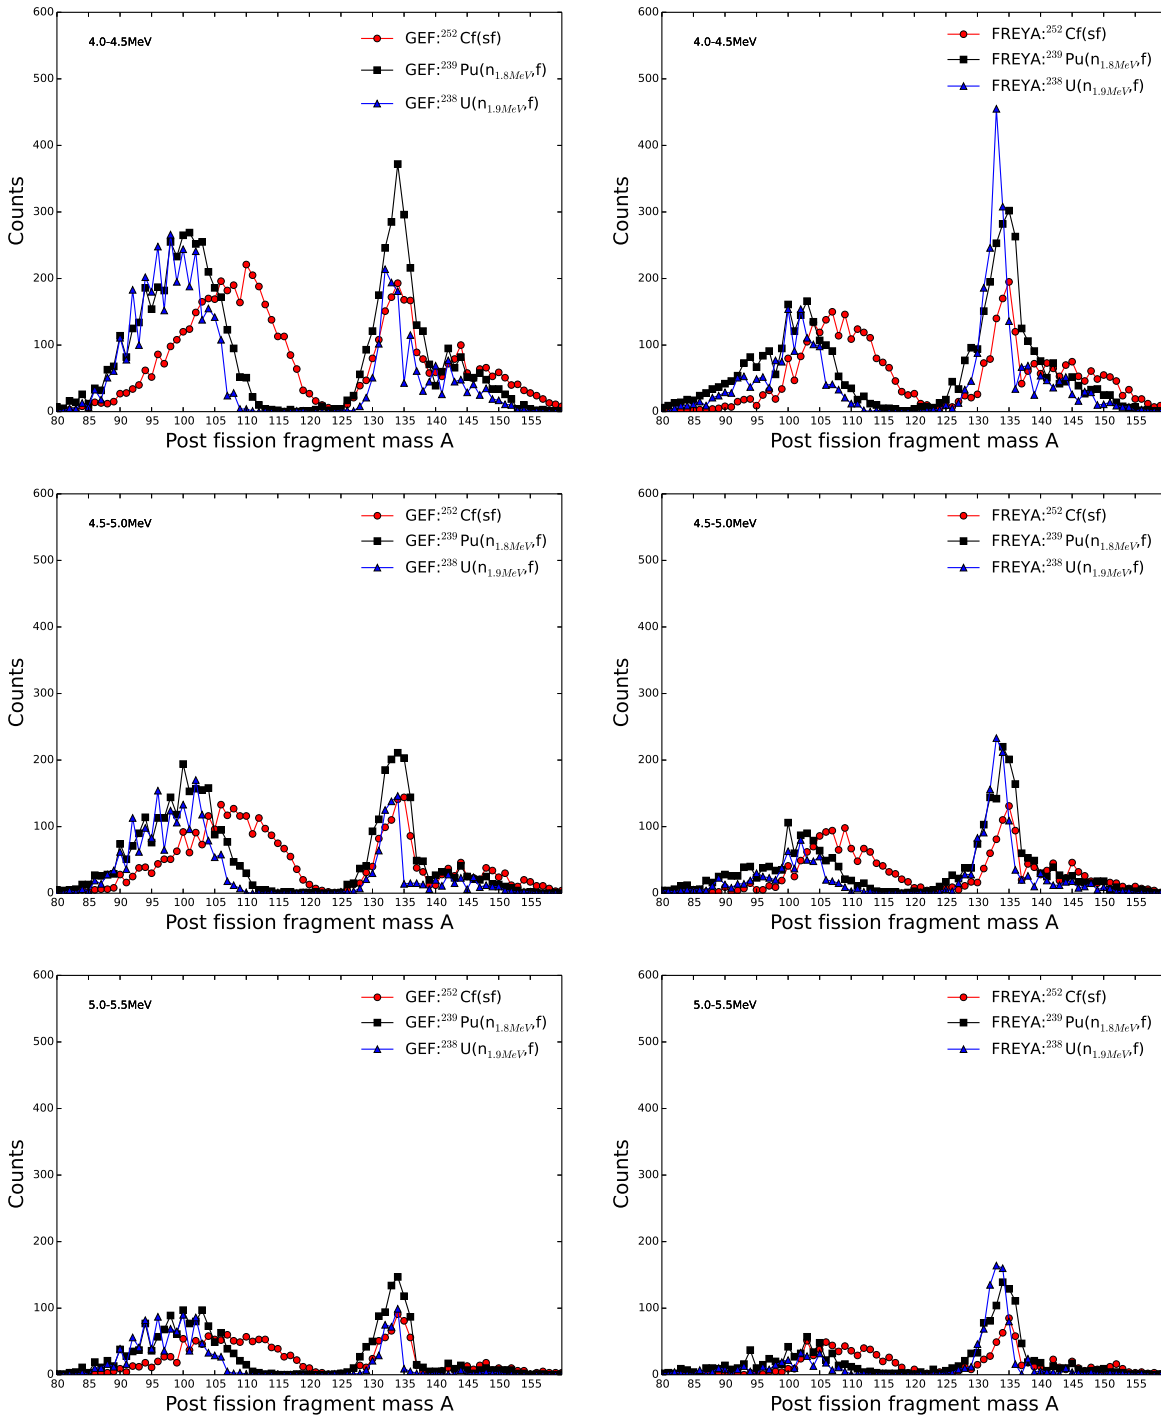 600
500
400
300
200
100
0
Counts
4.0-4.5MeV
GEF:²⁵²Cf(sf)
GEF:²³⁹Pu(n₁.₈MeV,f)
GEF:²³⁸U(n₁.₉MeV,f)
80 85 90 95 100 105 110 115 120 125 130 135 140 145 150 155
Post fission fragment mass A
600
500
400
300
200
100
0
Counts
4.0-4.5MeV
FREYA:²⁵²Cf(sf)
FREYA:²³⁹Pu(n₁.₈MeV,f)
FREYA:²³⁸U(n₁.₉MeV,f)
80 85 90 95 100 105 110 115 120 125 130 135 140 145 150 155
Post fission fragment mass A
600
500
400
300
200
100
0
Counts
4.5-5.0MeV
GEF:²⁵²Cf(sf)
GEF:²³⁹Pu(n₁.₈MeV,f)
GEF:²³⁸U(n₁.₉MeV,f)
80 85 90 95 100 105 110 115 120 125 130 135 140 145 150 155
Post fission fragment mass A
600
500
400
300
200
100
0
Counts
4.5-5.0MeV
FREYA:²⁵²Cf(sf)
FREYA:²³⁹Pu(n₁.₈MeV,f)
FREYA:²³⁸U(n₁.₉MeV,f)
80 85 90 95 100 105 110 115 120 125 130 135 140 145 150 155
Post fission fragment mass A
600
500
400
300
200
100
0
Counts
5.0-5.5MeV
GEF:²⁵²Cf(sf)
GEF:²³⁹Pu(n₁.₈MeV,f)
GEF:²³⁸U(n₁.₉MeV,f)
80 85 90 95 100 105 110 115 120 125 130 135 140 145 150 155
Post fission fragment mass A
600
500
400
300
200
100
0
Counts
5.0-5.5MeV
FREYA:²⁵²Cf(sf)
FREYA:²³⁹Pu(n₁.₈MeV,f)
FREYA:²³⁸U(n₁.₉MeV,f)
80 85 90 95 100 105 110 115 120 125 130 135 140 145 150 155
Post fission fragment mass A